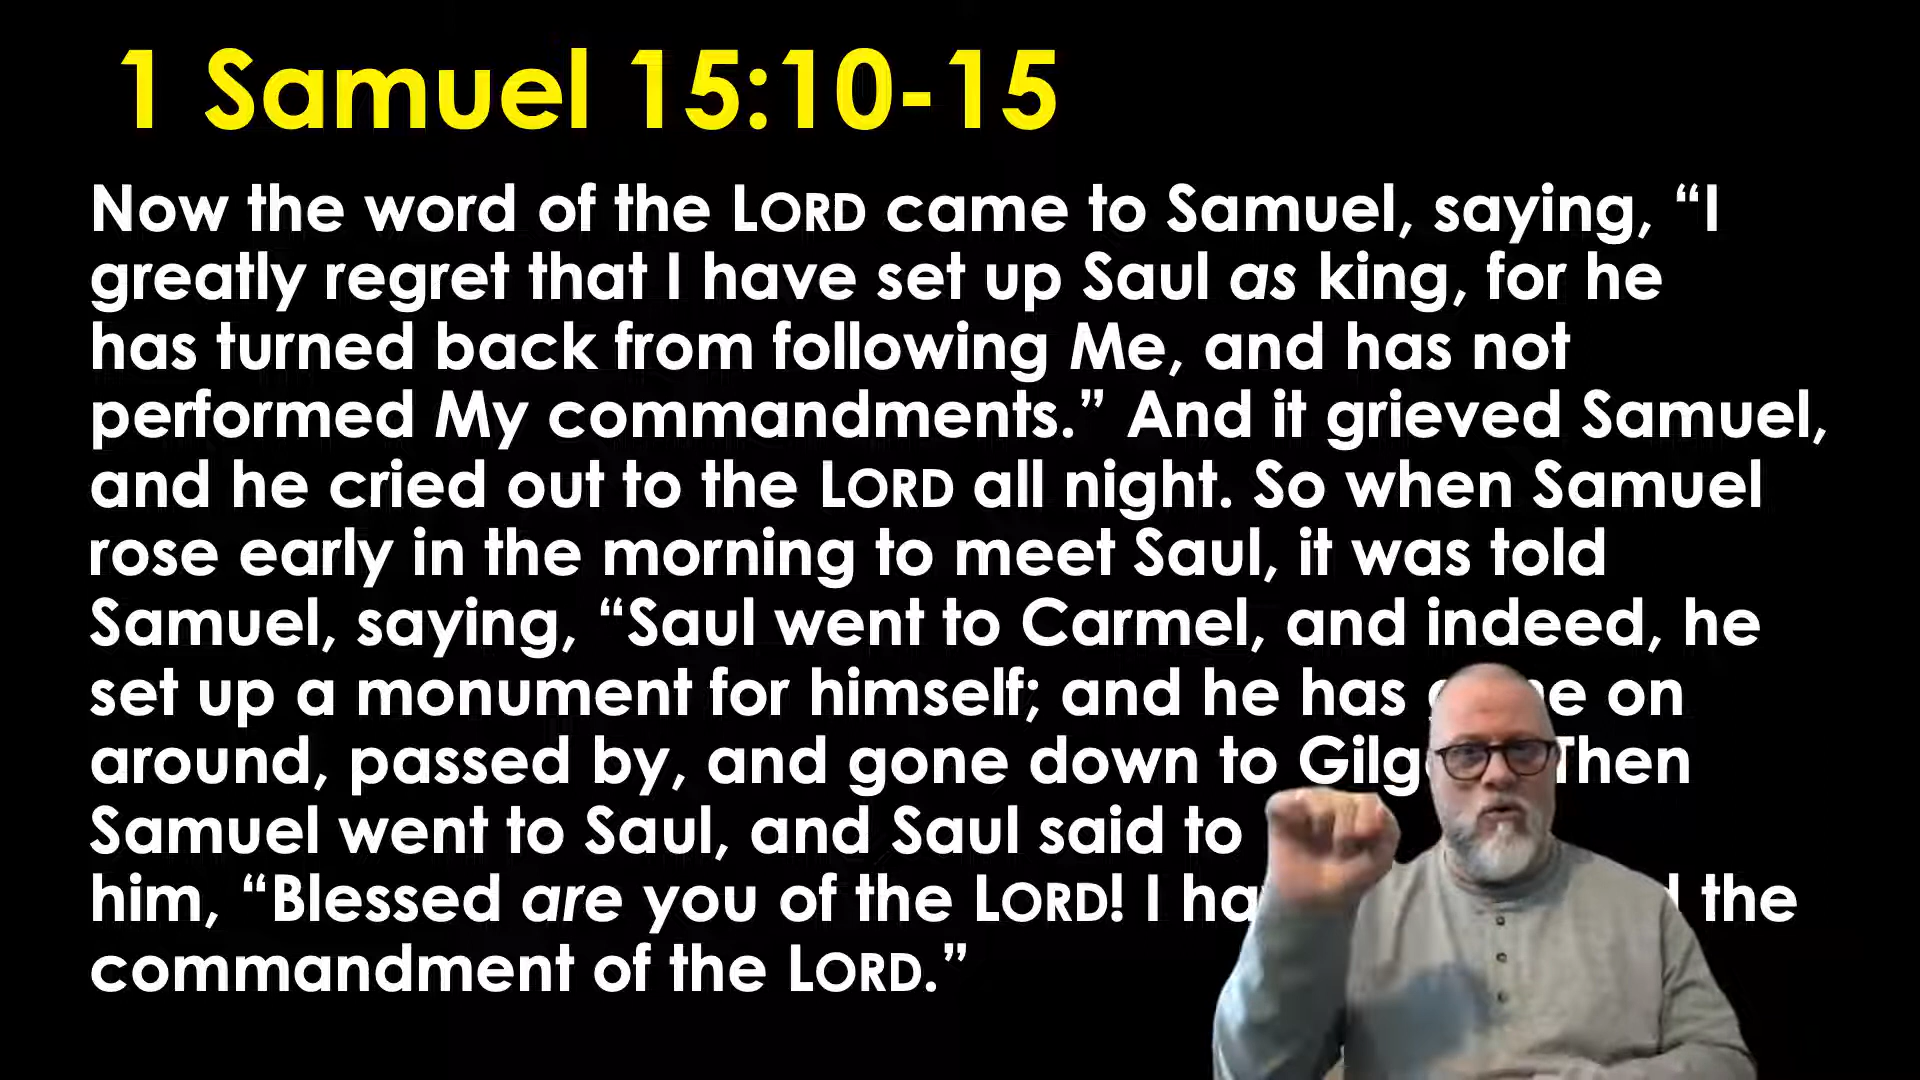 1 Samuel 15:10-15
Now the word of the LORD came to Samuel, saying, “I
greatly regret that I have set up Saul as king, for he
has turned back from following Me, and has not
performed My commandments.” And it grieved Samuel,
and he cried out to the LORD all night. So when Samuel
rose early in the morning to meet Saul, it was told
Samuel, saying, “Saul went to Carmel, and indeed, he
set up a monument for himself; and he has on
around, passed by, and gone down to Then
Samuel went to Saul, and Saul said to
him, “Blessed are you of the LORD! I the
commandment of the LORD.”